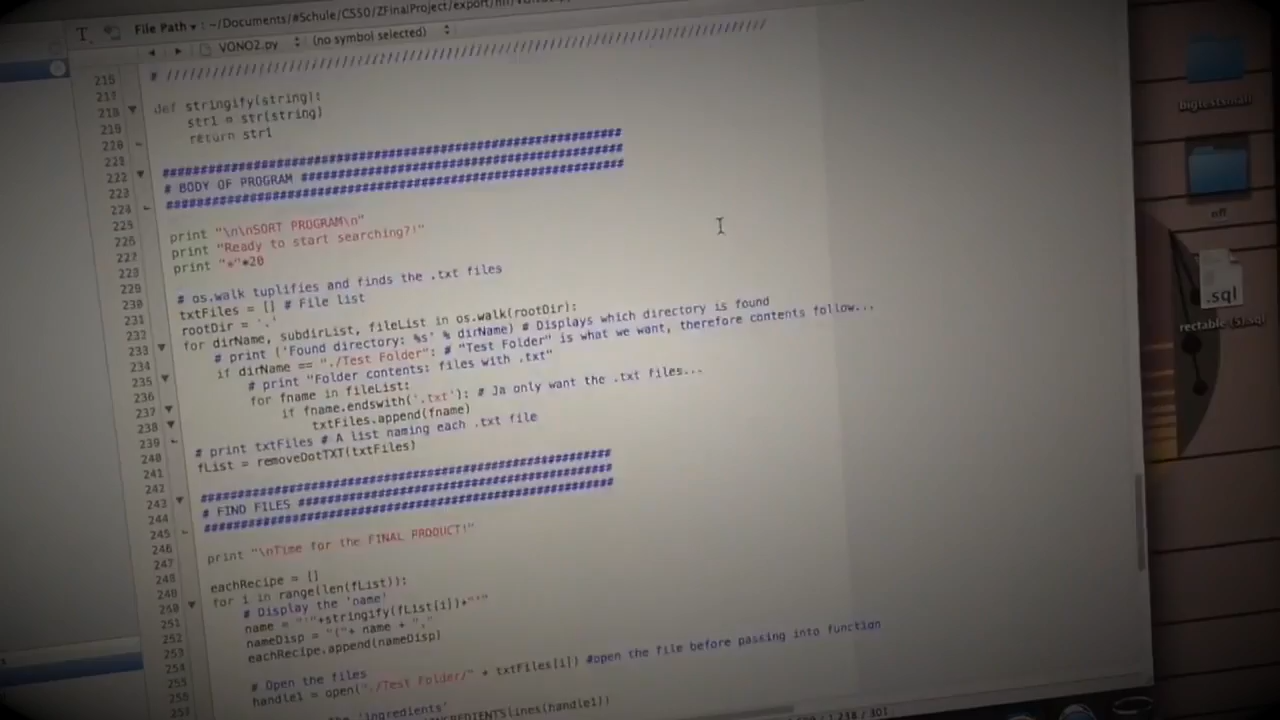 File Path ▾ : ~/Documents/#Schule/CS50/ZFinalProject/export/
VONO2.py (no symbol selected)
216 # ////////////////////////////////////////////////////////////////////////////////
217
218 def stringify(string):
219 str1 = str(string)
220 return str1
221
222 ##############################################################
223 # BODY OF PROGRAM ############################################
224 ##############################################################
225
226 print "\n\nSORT PROGRAM\n"
227 print "Ready to start searching?!"
228 print "="*20
229
230 # os.walk tuplifies and finds the .txt files
231 txtFiles = [] # File list
232 rootDir = '.'
233 for dirName, subdirList, fileList in os.walk(rootDir):
234 # print ('Found directory: %s' % dirName) # Displays which directory is found
235 if dirName == "./Test Folder": # "Test Folder" is what we want, therefore contents follow...
236 # print "Folder contents: files with .txt"
237 for fname in fileList:
238 if fname.endswith('.txt'): # Ja only want the .txt files...
239 txtFiles.append(fname)
240 # print txtFiles # A list naming each .txt file
241 fList = removeDotTXT(txtFiles)
242
243 ##############################################################
244 # FIND FILES #################################################
245 ##############################################################
246
247 print "\nTime for the FINAL PRODUCT!"
248
249 eachRecipe = []
250 for i in range(len(fList)):
251 # Display the 'name'
252 name = "'"+stringify(fList[i])+"'"
253 nameDisp = "("+ name + ","
254 eachRecipe.append(nameDisp)
255
256 # Open the files
257 handle1 = open("./Test Folder/" + txtFiles[i]) #open the file before passing into function
'ingredients'
lines(handle1))
bigtestsmall
nff
.sql
rectable